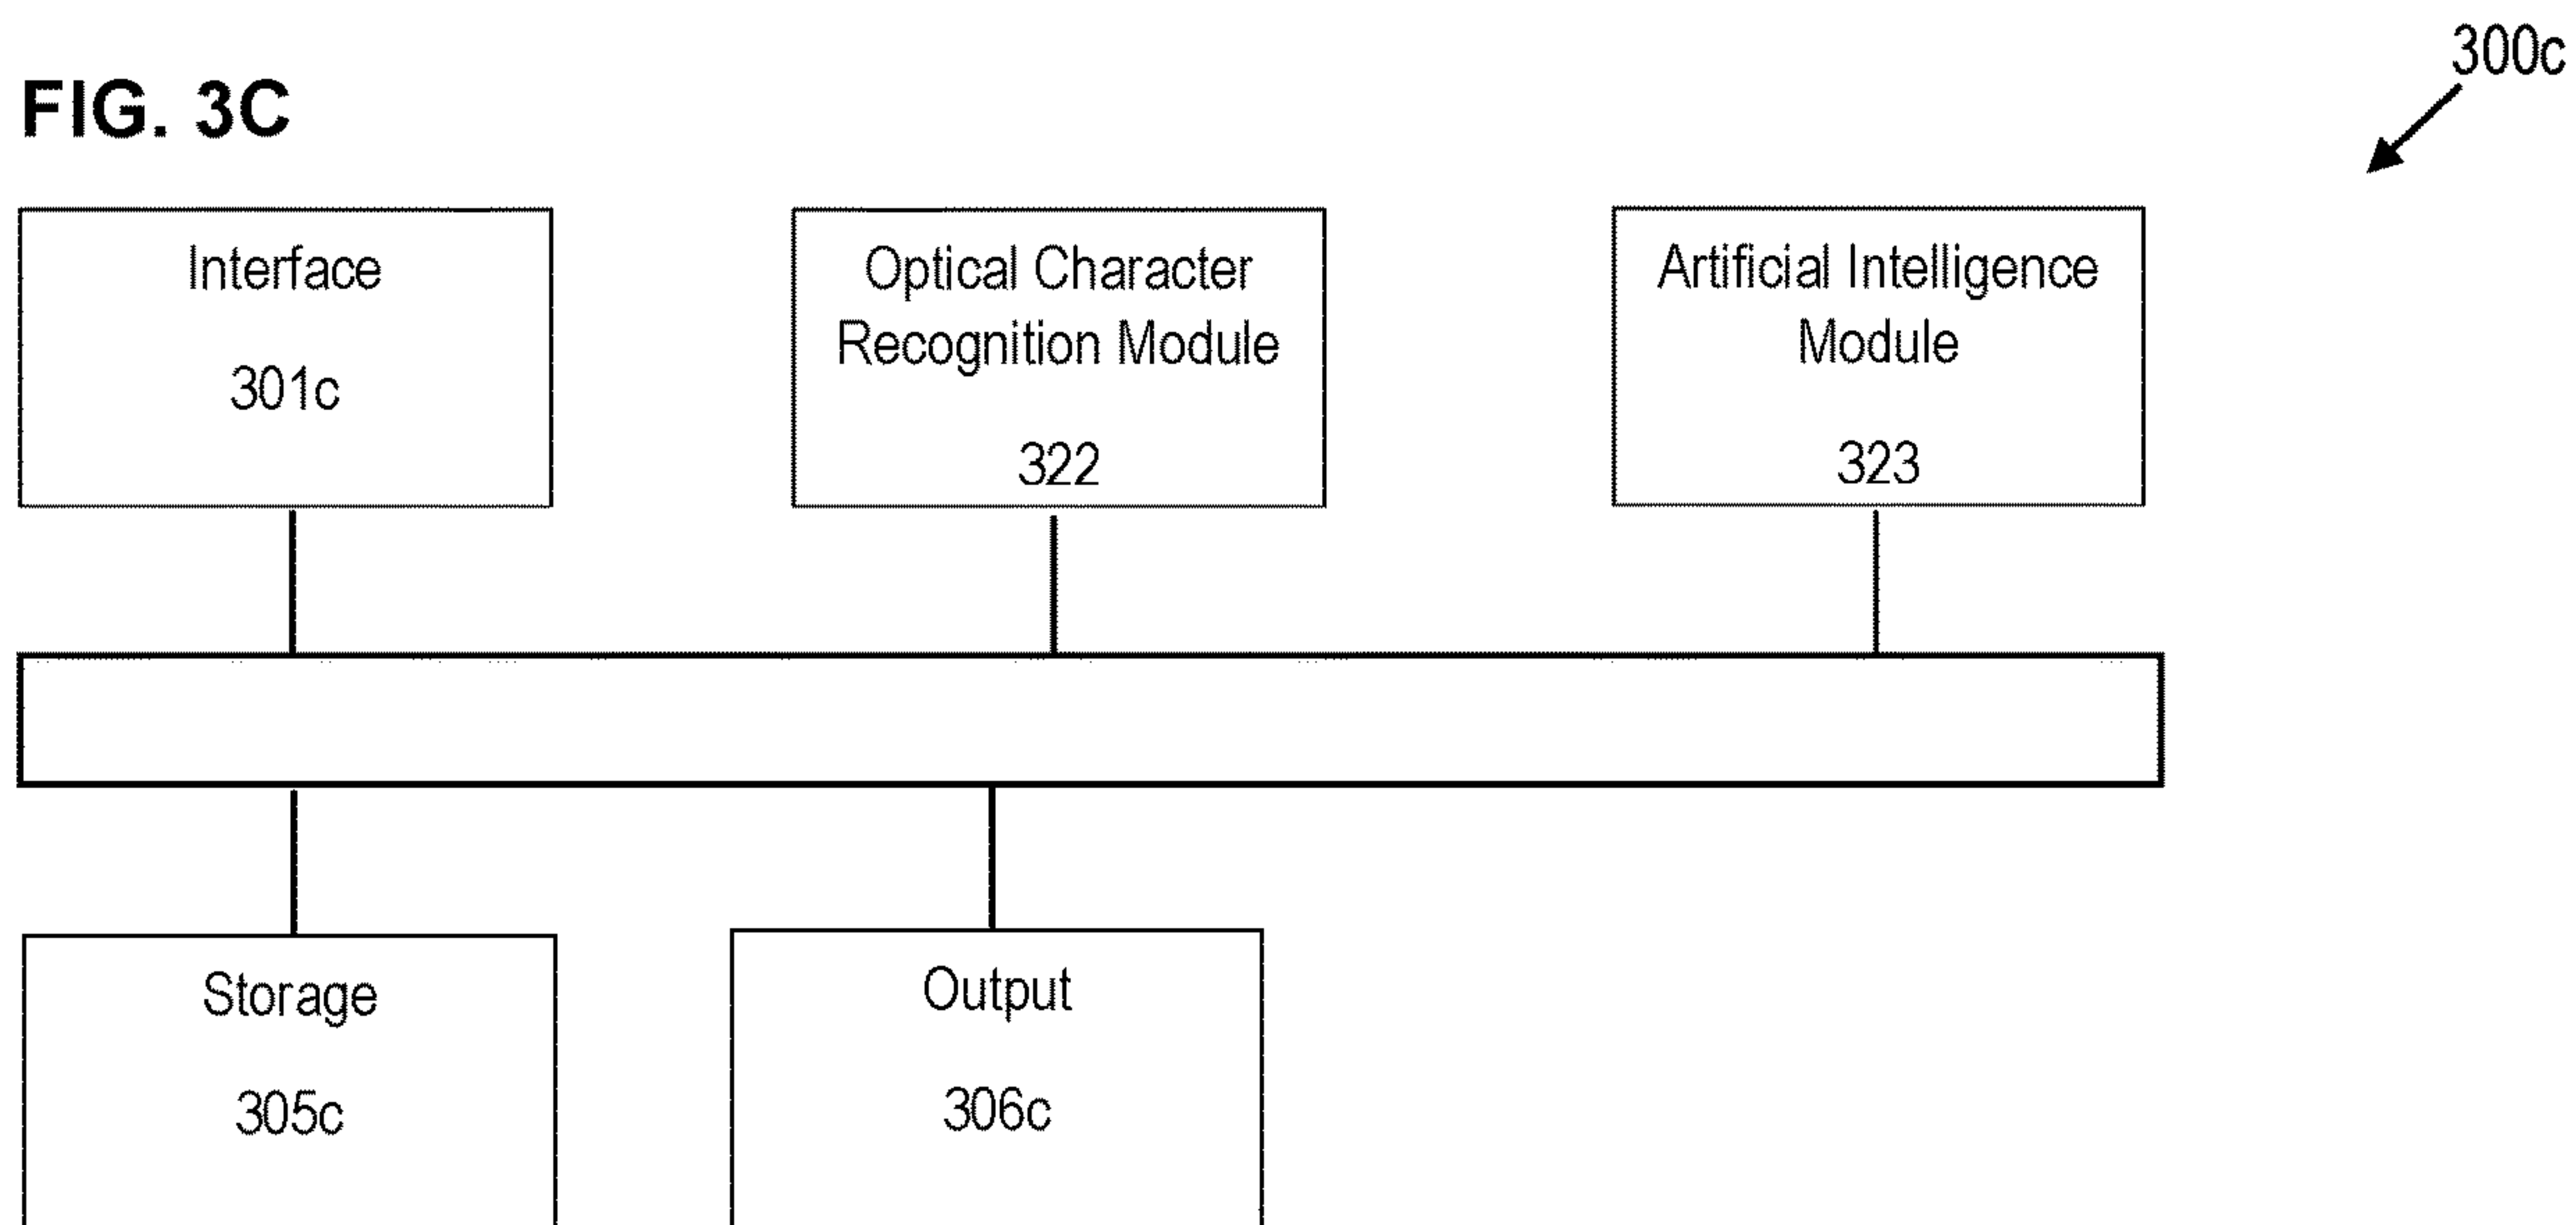 300c
FIG. 3C
Interface
301c
Optical Character
Recognition Module
322
Artificial Intelligence
Module
323
Storage
305c
Output
306c